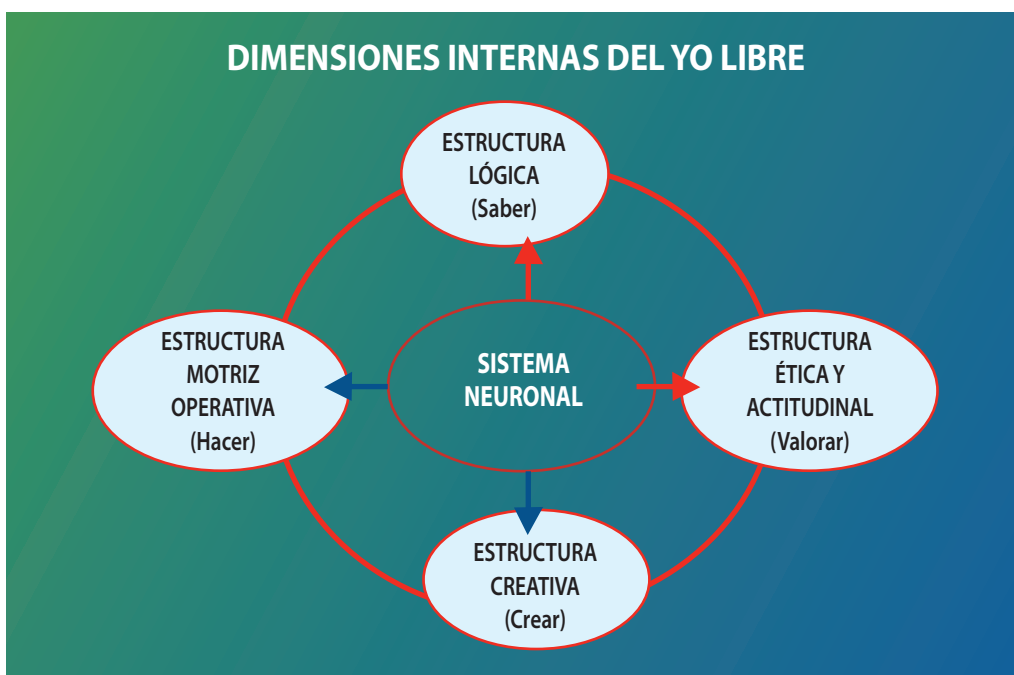 DIMENSIONES INTERNAS DEL YO LIBRE
ESTRUCTURA
LÓGICA
(Saber)
ESTRUCTURA
MOTRIZ
OPERATIVA
(Hacer)
SISTEMA
NEURONAL
ESTRUCTURA
ÉTICA Y
ACTITUDINAL
(Valorar)
ESTRUCTURA
CREATIVA
(Crear)